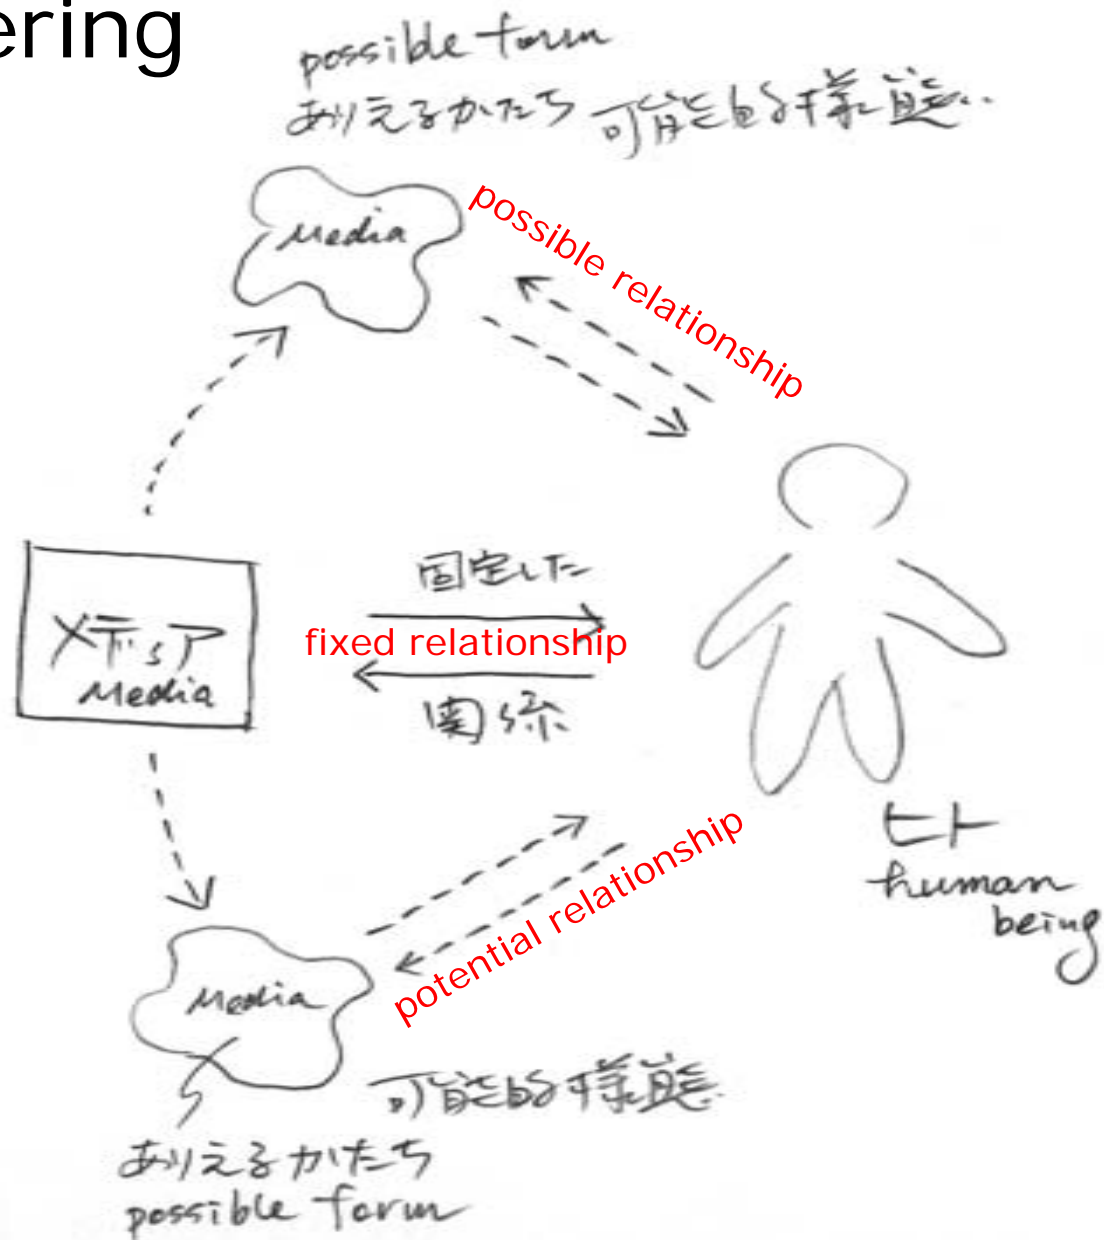 ering
possible form
ありえるかたち 可能的様態..
Media
possible relationship
固定した
fixed relationship
関係
メディア
Media
potential relationship
ヒト
human
being
Media
可能的様態.
ありえるかたち
possible form